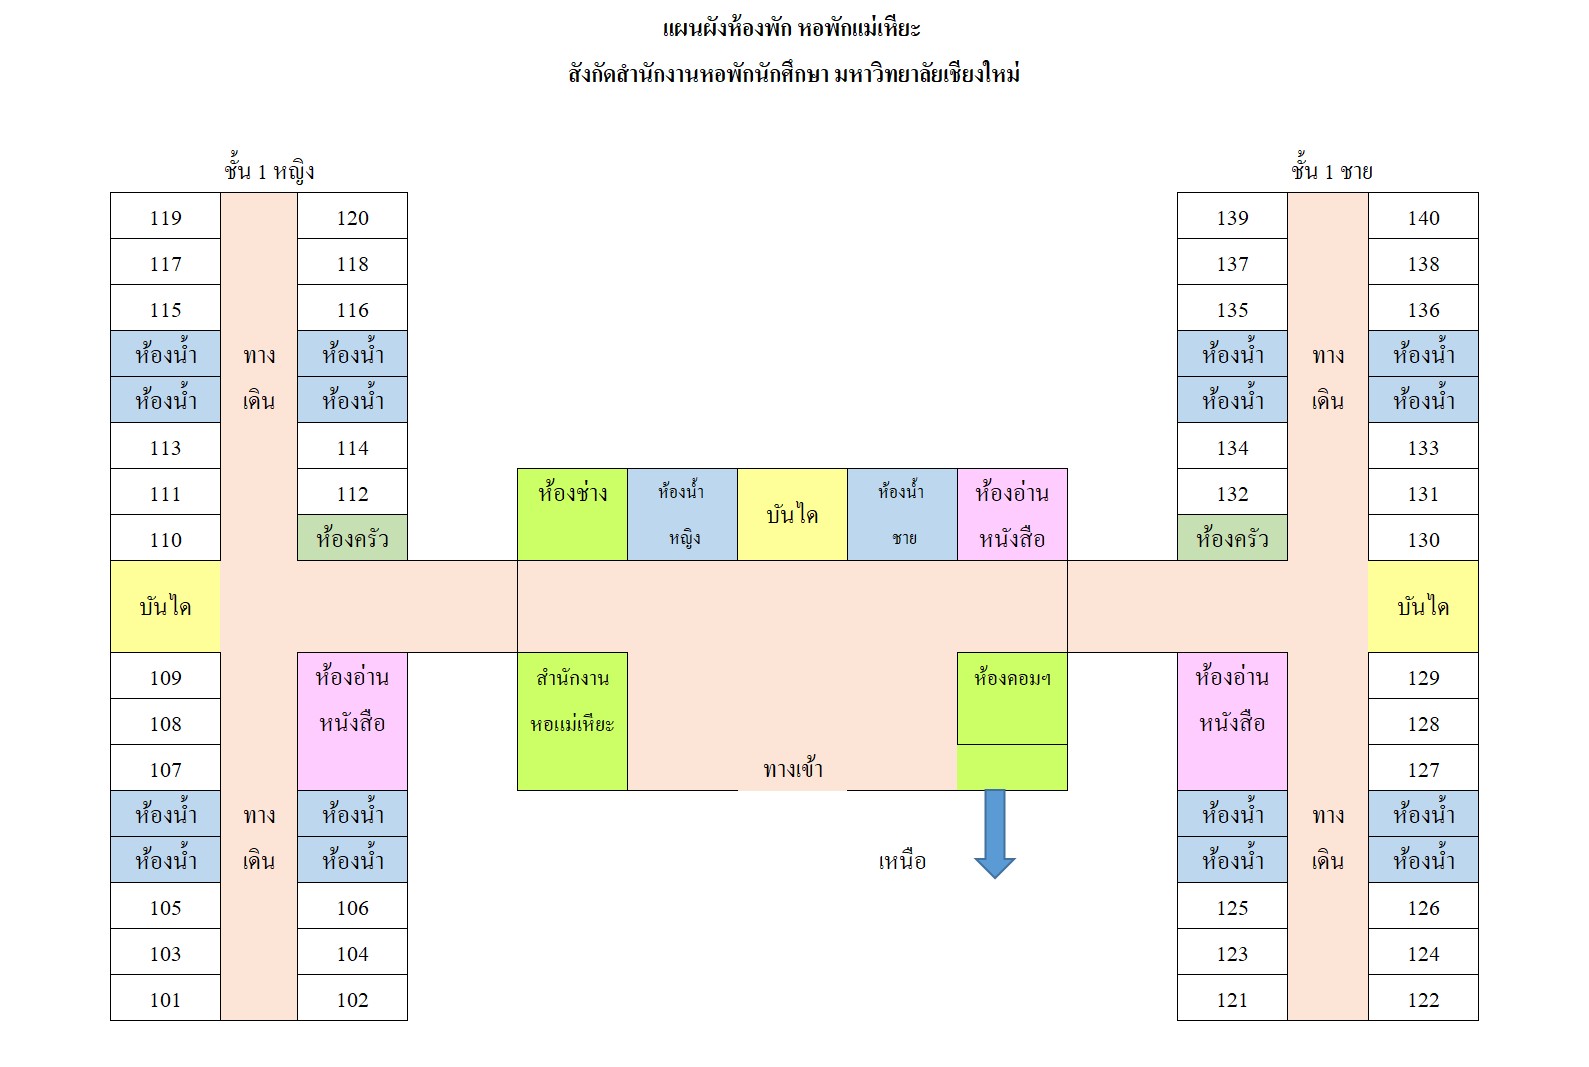 แผนผังห้องพัก หอพักแม่เหียะ
สังกัดสำนักงานหอพักนักศึกษา มหาวิทยาลัยเชียงใหม่
ชั้น 1 หญิง
119 120
117 118
115 116
ห้องน้ำ ทาง ห้องน้ำ
ห้องน้ำ เดิน ห้องน้ำ
113 114
111 112
110 ห้องครัว
บันได
109 ห้องอ่าน
108 หนังสือ
107
ห้องน้ำ ทาง ห้องน้ำ
ห้องน้ำ เดิน ห้องน้ำ
105 106
103 104
101 102
ห้องช่าง ห้องน้ำ บันได ห้องน้ำ ห้องอ่าน
หญิง ชาย หนังสือ
สำนักงาน ห้องคอมฯ
หอแม่เหียะ
ทางเข้า
เหนือ
ชั้น 1 ชาย
139 140
137 138
135 136
ห้องน้ำ ทาง ห้องน้ำ
ห้องน้ำ เดิน ห้องน้ำ
134 133
132 131
ห้องครัว 130
บันได
ห้องอ่าน 129
หนังสือ 128
127
ห้องน้ำ ทาง ห้องน้ำ
ห้องน้ำ เดิน ห้องน้ำ
125 126
123 124
121 122